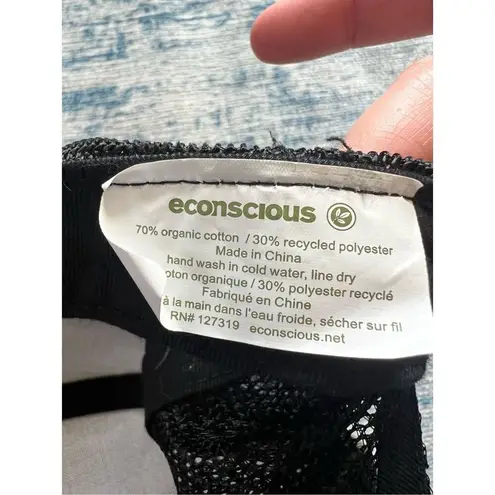 econscious
70% organic cotton / 30% recycled polyester
Made in China
hand wash in cold water, line dry
oton organique / 30% polyester recyclé
Fabriqué en Chine
à la main dans l'eau froide, sécher sur fil
RN# 127319 econscious.net